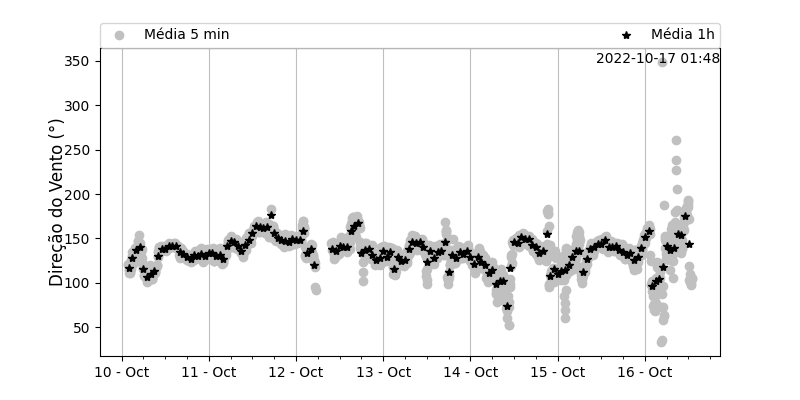 Média 5 min
Média 1h
2022-10-17 01:48
Direção do Vento (°)
350
300
250
200
150
100
50
10 - Oct
11 - Oct
12 - Oct
13 - Oct
14 - Oct
15 - Oct
16 - Oct